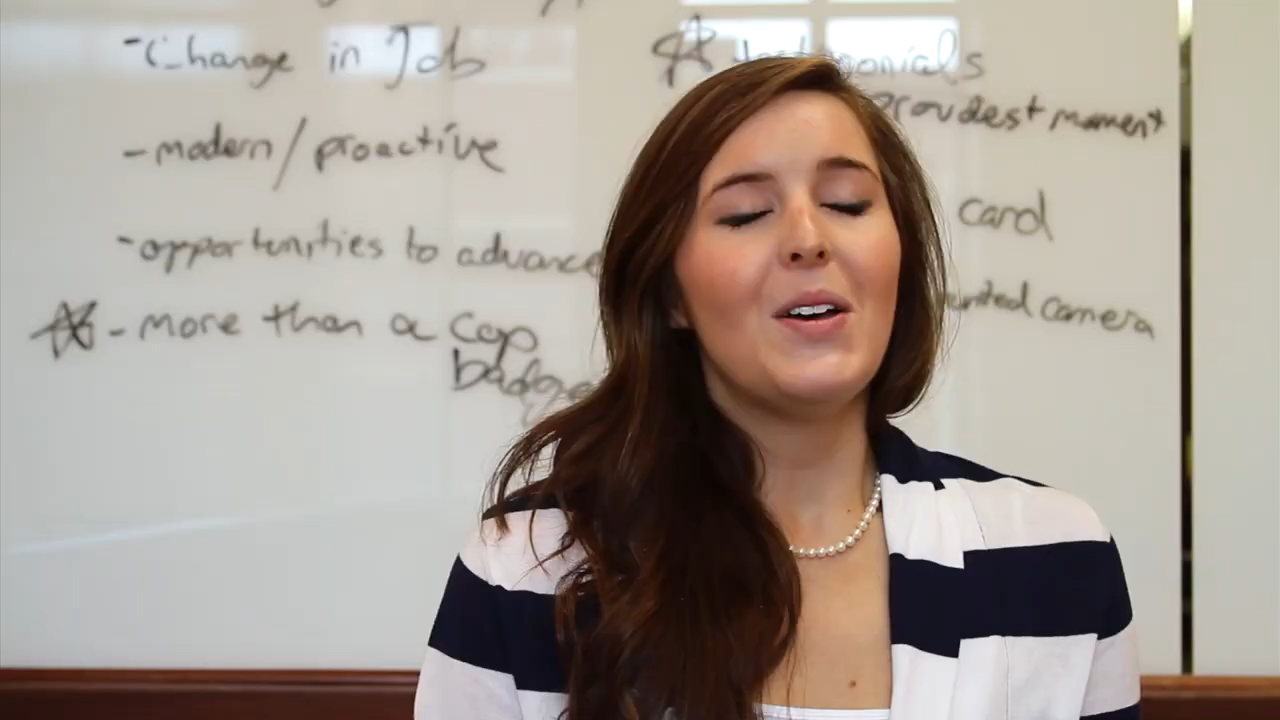 - Change in Job
- modern/proactive
- opportunities to advance
- more than a cop
badge
testimonials
proudest moment
card
camera